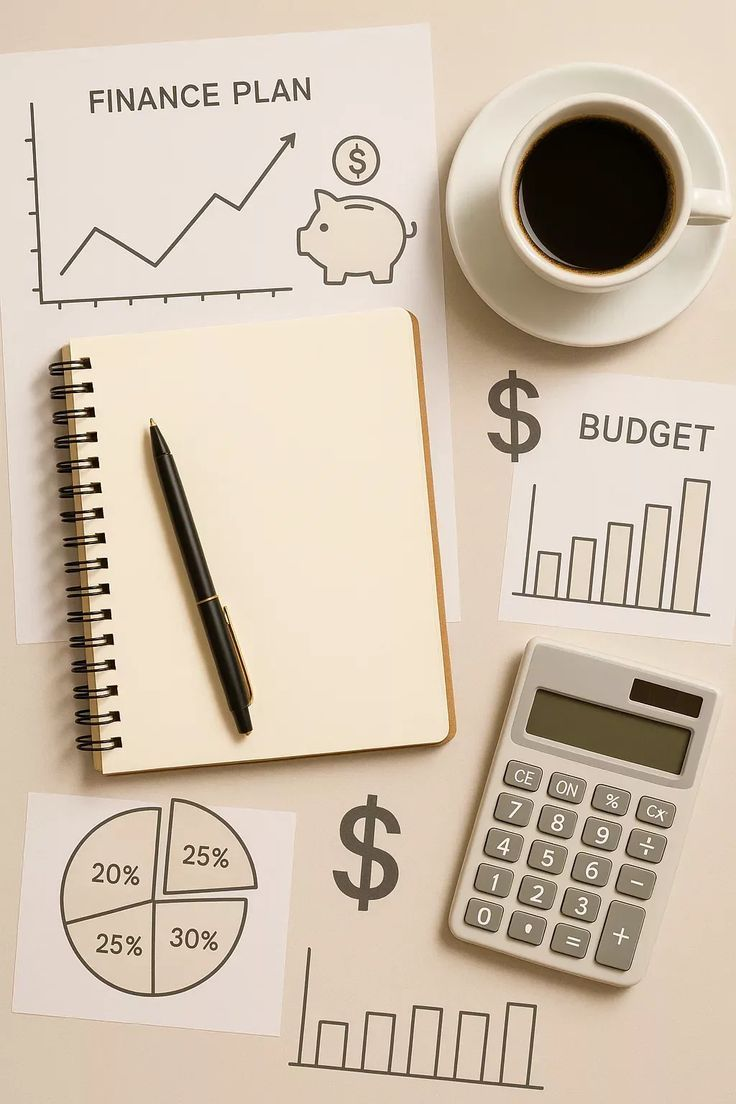 FINANCE PLAN
$
$
BUDGET
20%
25%
25%
30%
$
CE ON %
7 8 9 ÷
4 5 6 −
1 2 3
0 = +